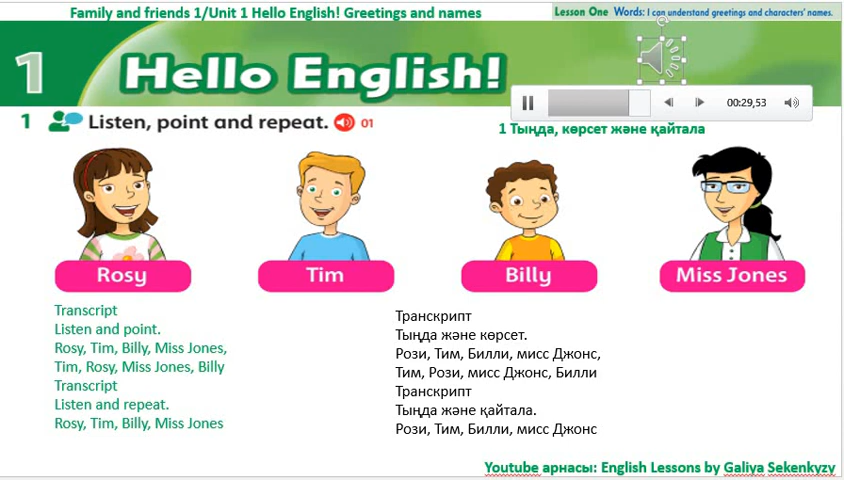 Family and friends 1/Unit 1 Hello English! Greetings and names
Lesson One Words: I can understand greetings and characters' names.
1 Hello English!
00:29,53
1 Listen, point and repeat. 01
1 Тыңда, көрсет және қайтала
Rosy
Tim
Billy
Miss Jones
Transcript
Listen and point.
Rosy, Tim, Billy, Miss Jones,
Tim, Rosy, Miss Jones, Billy
Transcript
Listen and repeat.
Rosy, Tim, Billy, Miss Jones
Транскрипт
Тыңда және көрсет.
Рози, Тим, Билли, мисс Джонс,
Тим, Рози, мисс Джонс, Билли
Транскрипт
Тыңда және қайтала.
Рози, Тим, Билли, мисс Джонс
Youtube арнасы: English Lessons by Galiya Sekenkyzy